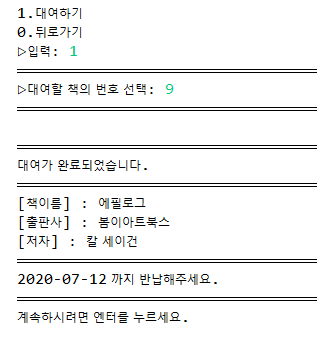 1.대여하기
0.뒤로가기
▷입력: 1
▷대여할 책의 번호 선택: 9
대여가 완료되었습니다.
[책이름] : 에필로그
[출판사] : 봄이아트북스
[저자] : 칼 세이건
2020-07-12 까지 반납해주세요.
계속하시려면 엔터를 누르세요.